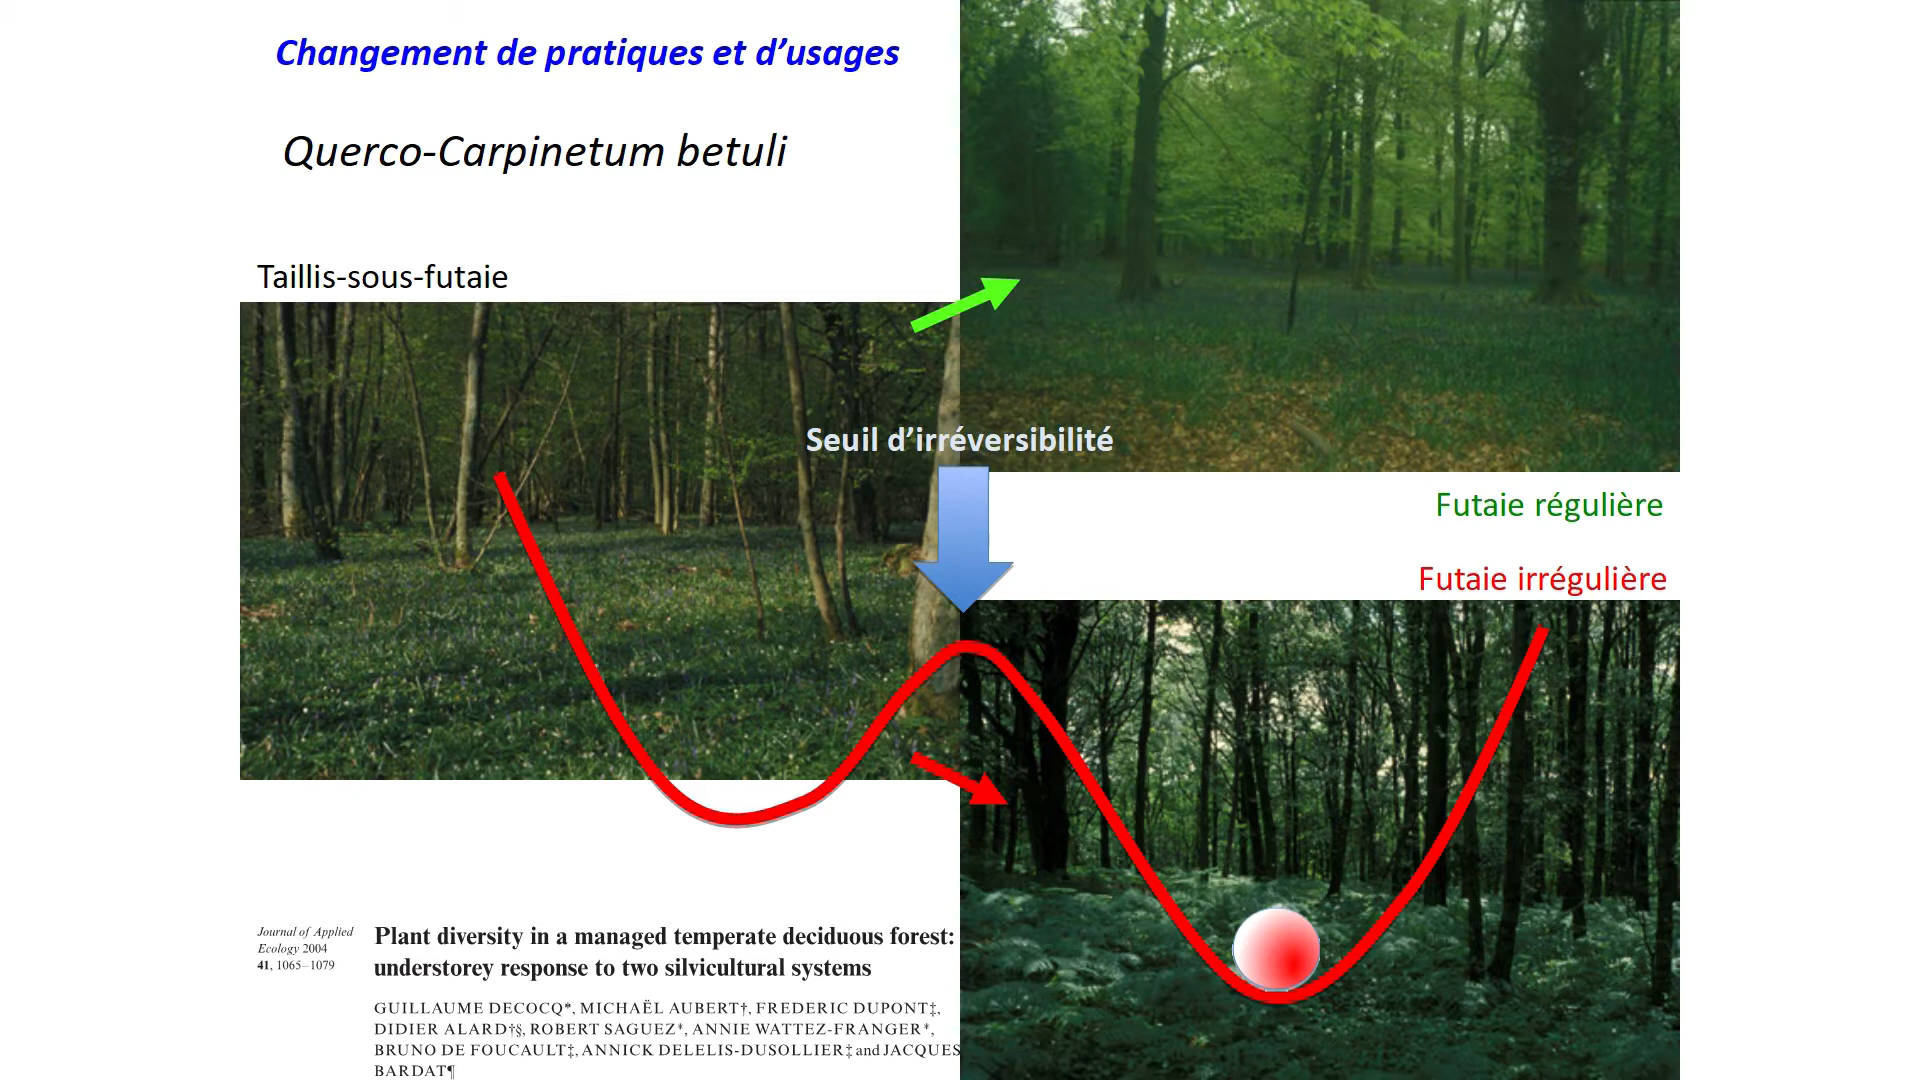 Changement de pratiques et d’usages
Querco-Carpinetum betuli
Taillis-sous-futaie
Seuil d’irréversibilité
Futaie régulière
Futaie irrégulière
Journal of Applied
Ecology 2004
41, 1065–1079
Plant diversity in a managed temperate deciduous forest:
understorey response to two silvicultural systems
GUILLAUME DECOCQ*, MICHAËL AUBERT†, FREDERIC DUPONT‡,
DIDIER ALARD†§, ROBERT SAGUEZ*, ANNIE WATTEZ-FRANGER*,
BRUNO DE FOUCAULT‡, ANNICK DELELIS-DUSOLLIER‡ and JACQUES
BARDAT¶